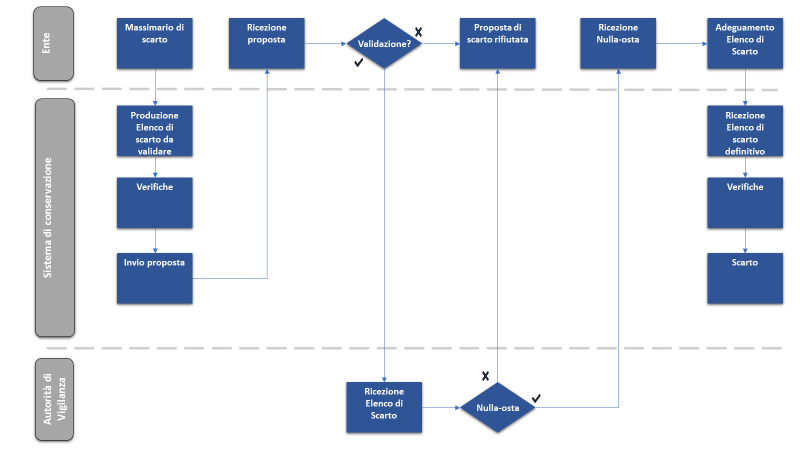 Ente
Massimario di
scarto
Ricezione
proposta
Validazione?
Proposta di
scarto rifiutata
Ricezione
Nulla-osta
Adeguamento
Elenco di
Scarto
Sistema di conservazione
Produzione
Elenco di
scarto da
validare
Verifiche
Invio proposta
Ricezione
Elenco di
scarto
definitivo
Verifiche
Scarto
Autorità di
Vigilanza
Ricezione
Elenco di
Scarto
Nulla-osta